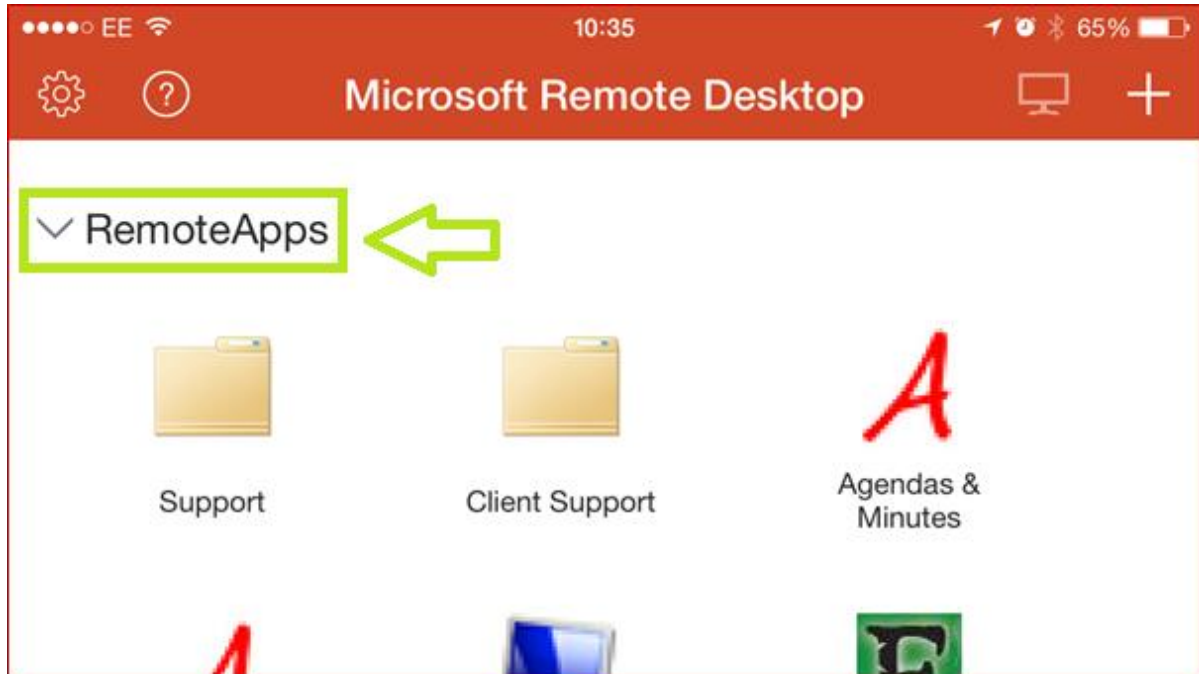 EE 10:35 65%
? Microsoft Remote Desktop
RemoteApps
Support
Client Support
Agendas &
Minutes